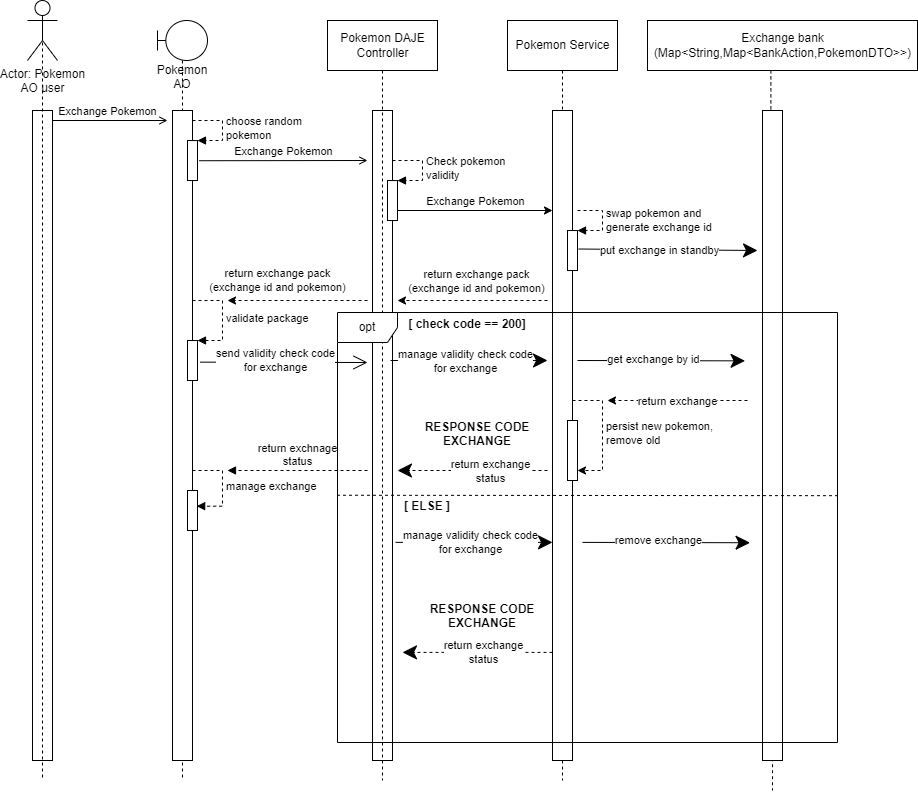 Actor: Pokemon
AO user
Pokemon
AO
Pokemon DAJE
Controller
Pokemon Service
Exchange bank
(Map<String,Map<BankAction,PokemonDTO>>)
Exchange Pokemon
choose random
pokemon
Exchange Pokemon
Check pokemon
validity
Exchange Pokemon
swap pokemon and
generate exchange id
put exchange in standby
return exchange pack
(exchange id and pokemon)
return exchange pack
(exchange id and pokemon)
validate package
opt
[ check code == 200]
send validity check code
for exchange
manage validity check code
for exchange
get exchange by id
return exchange
persist new pokemon,
remove old
RESPONSE CODE
EXCHANGE
return exchange
status
return exchnage
status
manage exchange
[ ELSE ]
manage validity check code
for exchange
remove exchange
RESPONSE CODE
EXCHANGE
return exchange
status